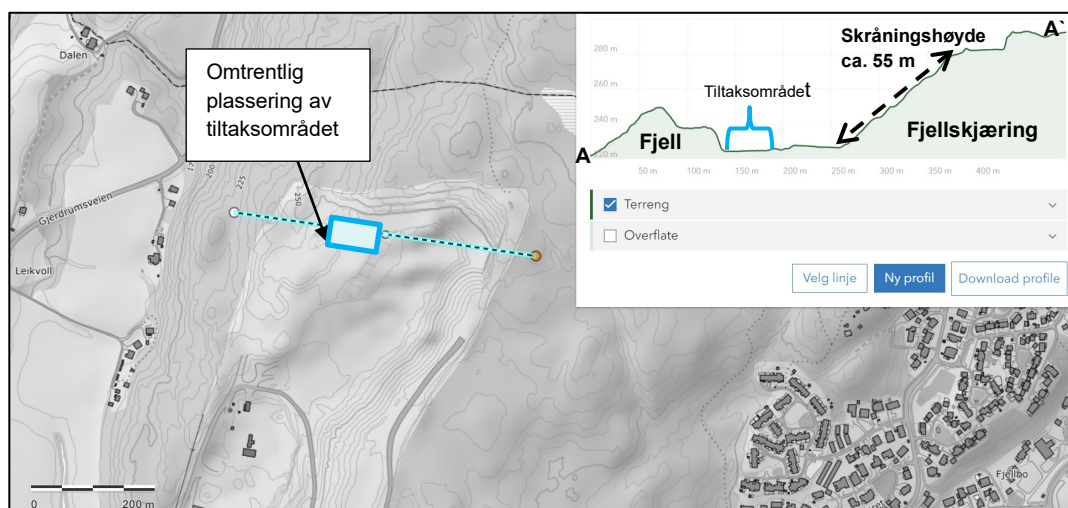 Dalen
Omtrentlig
plassering av
tiltaksområdet
Gjerdrumsveien
Leikvoll
200
225
250
0
200 m
Fjellbo
A`
280 m
260 m
240 m
220 m
Skråningshøyde
ca. 55 m
Tiltaksområdet
Fjell
Fjellskjæring
A
50 m
100 m
150 m
200 m
250 m
300 m
350 m
400 m
Terreng
Overflate
Velg linje
Ny profil
Download profile